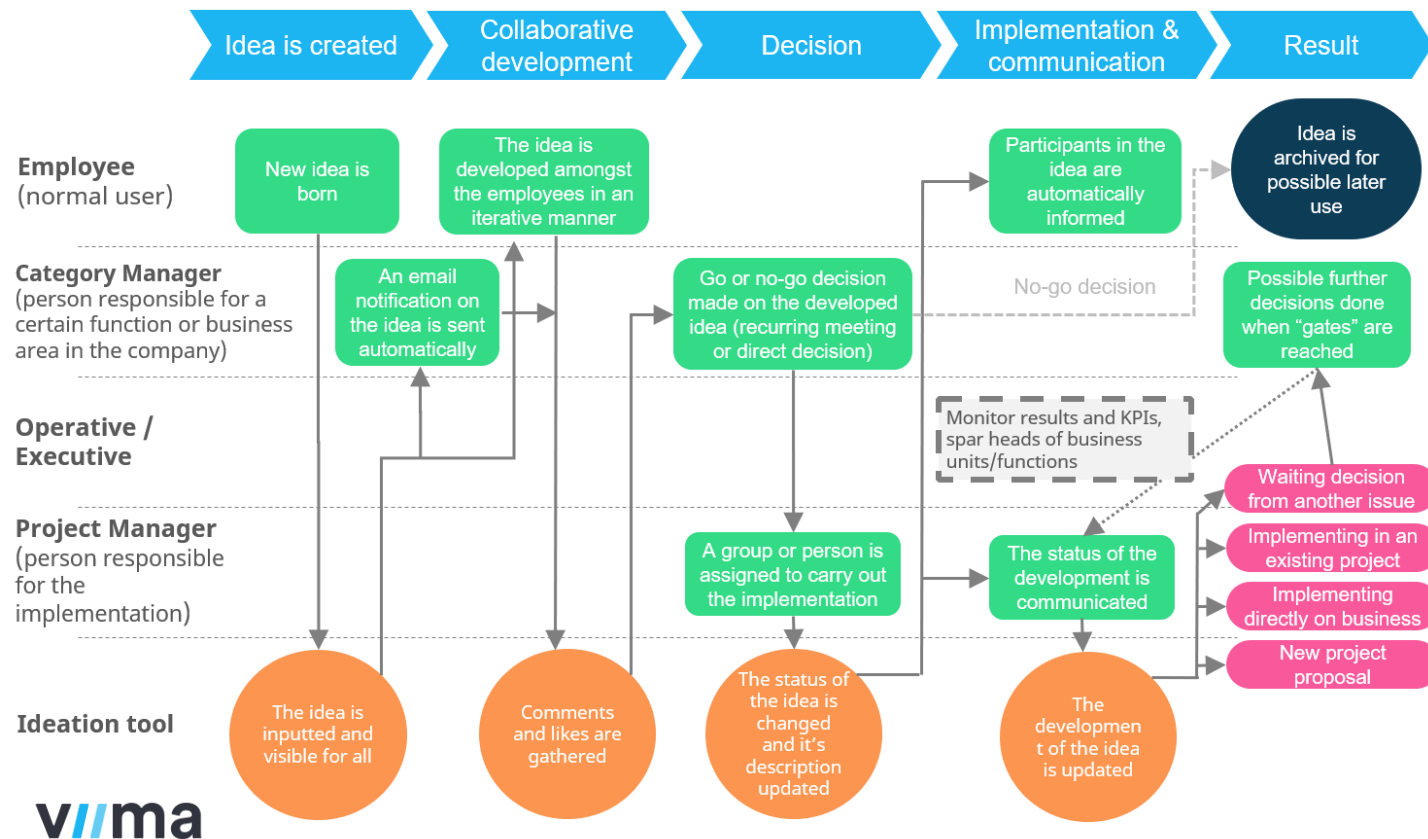 Idea is created
Collaborative
development
Decision
Implementation &
communication
Result
Employee
(normal user)
New idea is
born
The idea is
developed amongst
the employees in an
iterative manner
Participants in the
idea are
automatically
informed
Idea is
archived for
possible later
use
Category Manager
(person responsible for a
certain function or business
area in the company)
An email
notification on
the idea is sent
automatically
Go or no-go decision
made on the developed
idea (recurring meeting
or direct decision)
No-go decision
Possible further
decisions done
when “gates” are
reached
Operative /
Executive
Monitor results and KPIs,
spar heads of business
units/functions
Waiting decision
from another issue
Project Manager
(person responsible
for the
implementation)
A group or person is
assigned to carry out
the implementation
The status of the
development is
communicated
Implementing in an
existing project
Implementing
directly on business
New project
proposal
Ideation tool
The idea is
inputted and
visible for all
Comments
and likes are
gathered
The status of
the idea is
changed
and it’s
description
updated
The
developmen
t of the idea
is updated
viima